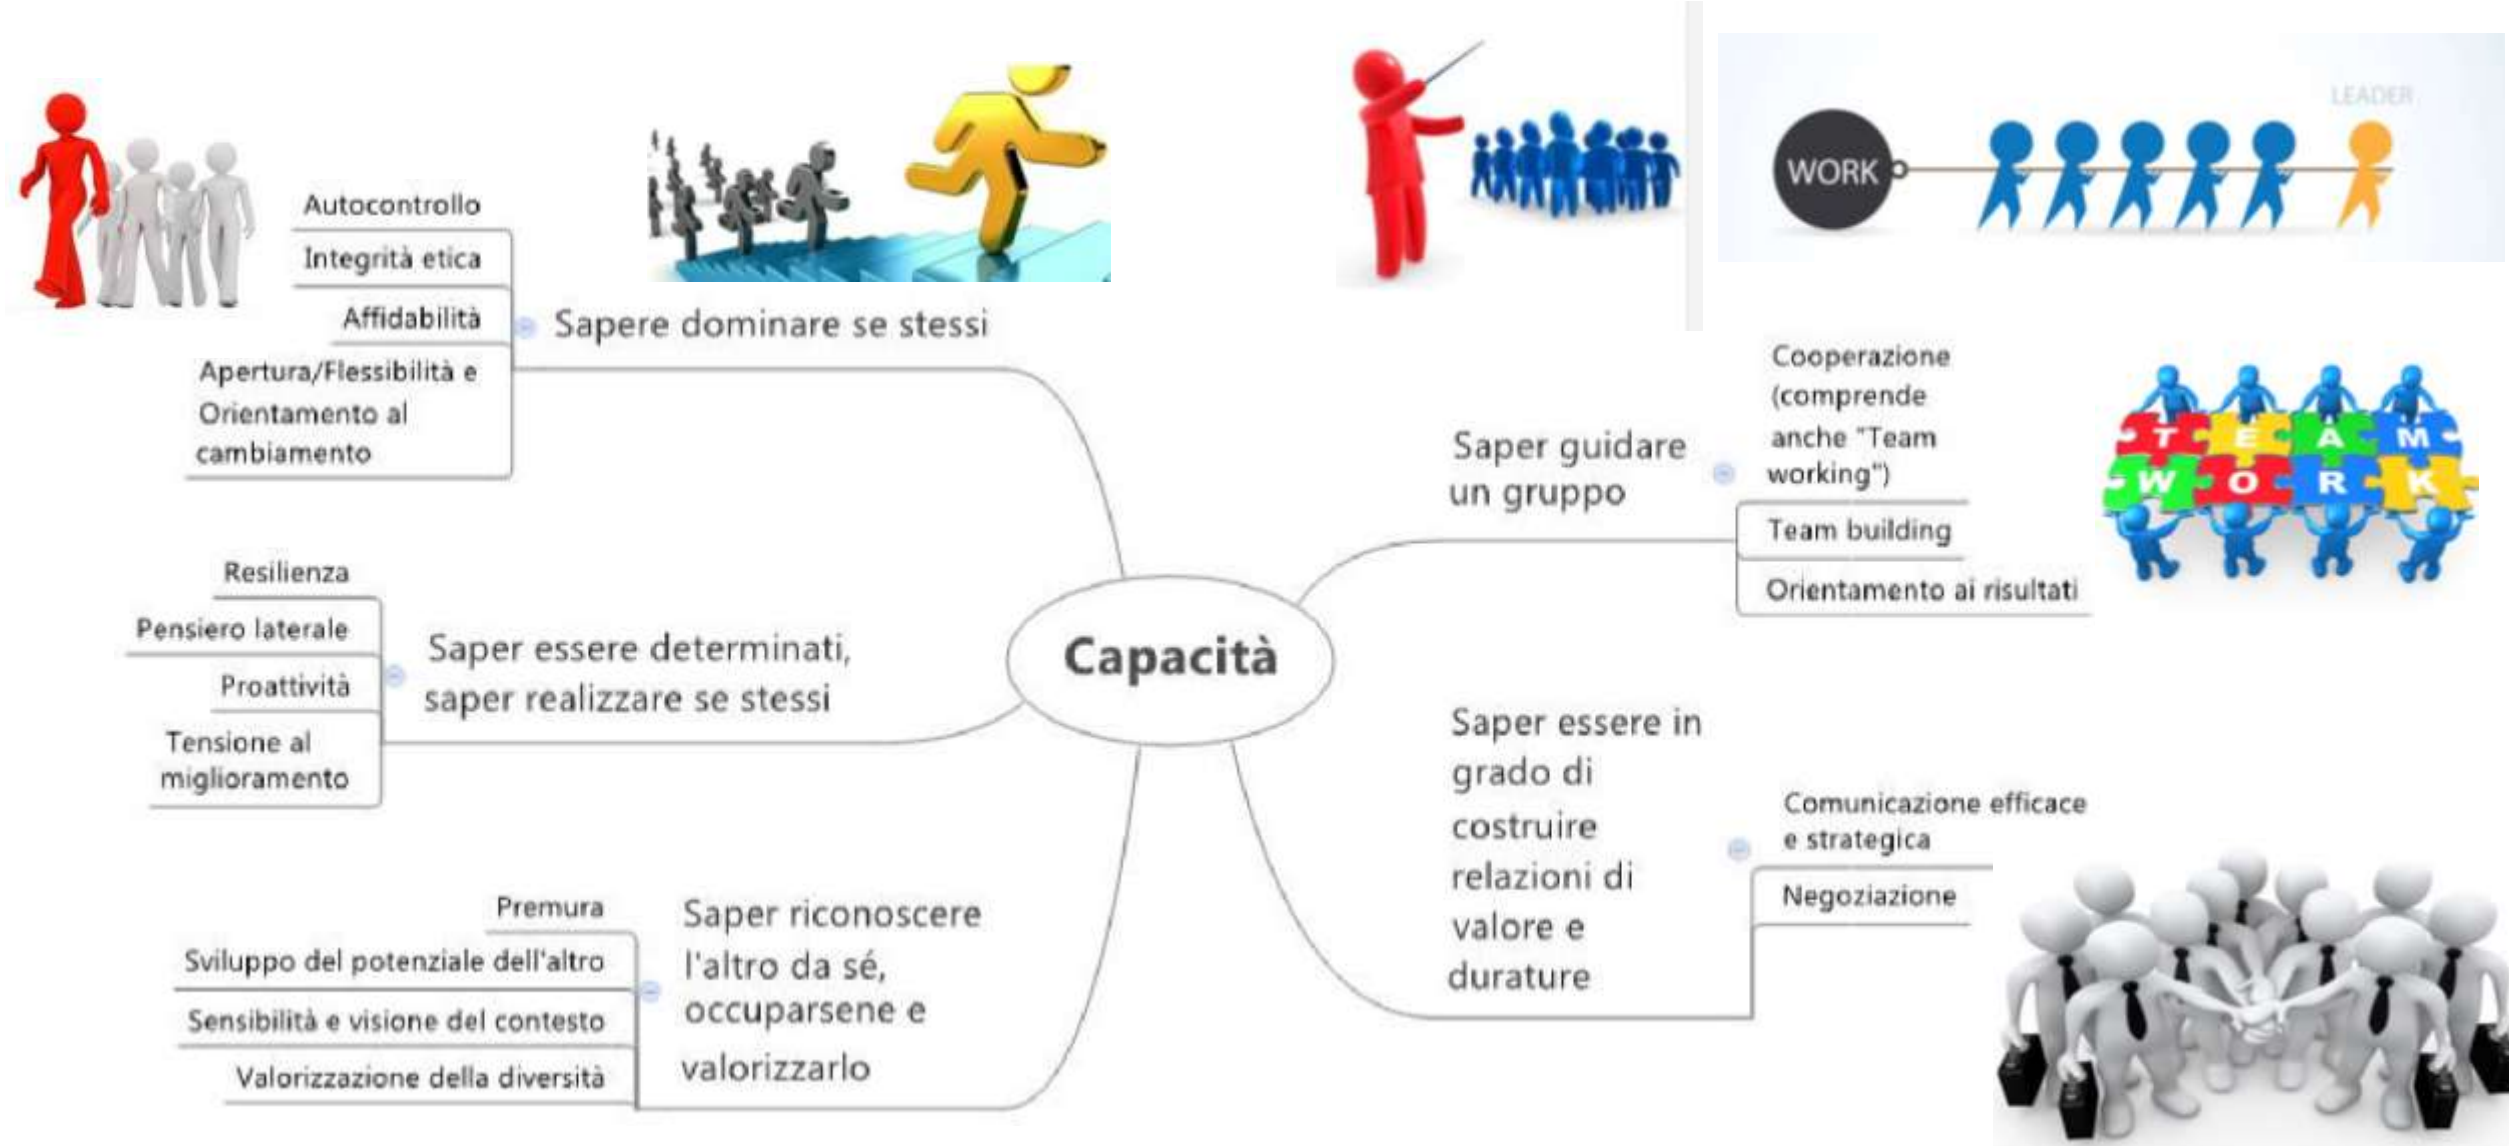 Autocontrollo
Integrità etica
Affidabilità
Apertura/Flessibilità e
Orientamento al
cambiamento
Sapere dominare se stessi
Resilienza
Pensiero laterale
Proattività
Tensione al
miglioramento
Saper essere determinati,
saper realizzare se stessi
Premura
Sviluppo del potenziale dell'altro
Sensibilità e visione del contesto
Valorizzazione della diversità
Saper riconoscere
l'altro da sé,
occuparsene e
valorizzarlo
Capacità
LEADER
WORK
Saper guidare
un gruppo
Cooperazione
(comprende
anche "Team
working")
Team building
Orientamento ai risultati
TEAM
WORK
Saper essere in
grado di
costruire
relazioni di
valore e
durature
Comunicazione efficace
e strategica
Negoziazione